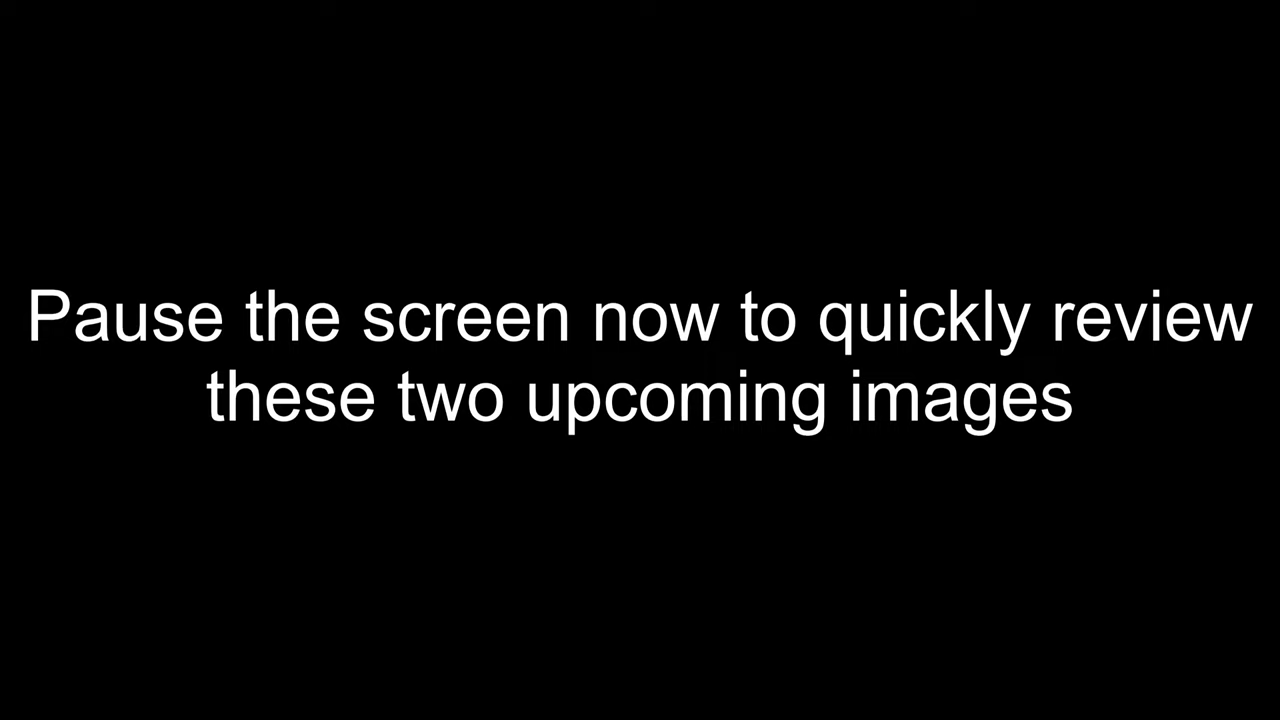 Pause the screen now to quickly review
these two upcoming images